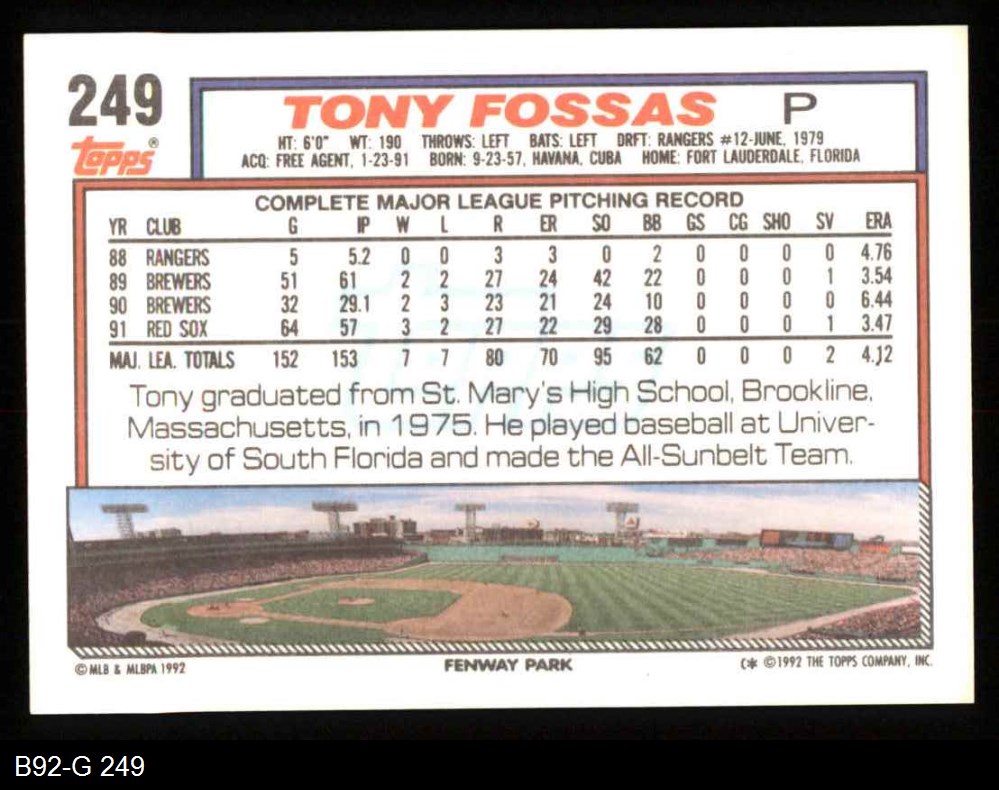 249
topps®
TONY FOSSAS P
HT: 6'0" WT: 190 THROWS: LEFT BATS: LEFT DRFT: RANGERS #12-JUNE, 1979
ACQ: FREE AGENT, 1-23-91 BORN: 9-23-57, HAVANA, CUBA HOME: FORT LAUDERDALE, FLORIDA
COMPLETE MAJOR LEAGUE PITCHING RECORD
YR CLUB G IP W L R ER SO BB GS CG SHO SV ERA
88 RANGERS 5 5.2 0 0 3 3 0 2 0 0 0 0 4.76
89 BREWERS 51 61 2 2 27 24 42 22 0 0 0 1 3.54
90 BREWERS 32 29.1 2 3 23 21 24 10 0 0 0 0 6.44
91 RED SOX 64 57 3 2 27 22 29 28 0 0 0 1 3.47
MAJ. LEA. TOTALS 152 153 7 7 80 70 95 62 0 0 0 2 4.12
Tony graduated from St. Mary's High School, Brookline,
Massachusetts, in 1975. He played baseball at Univer-
sity of South Florida and made the All-Sunbelt Team.
© MLB & MLBPA 1992 FENWAY PARK (* © 1992 THE TOPPS COMPANY, INC.
B92-G 249